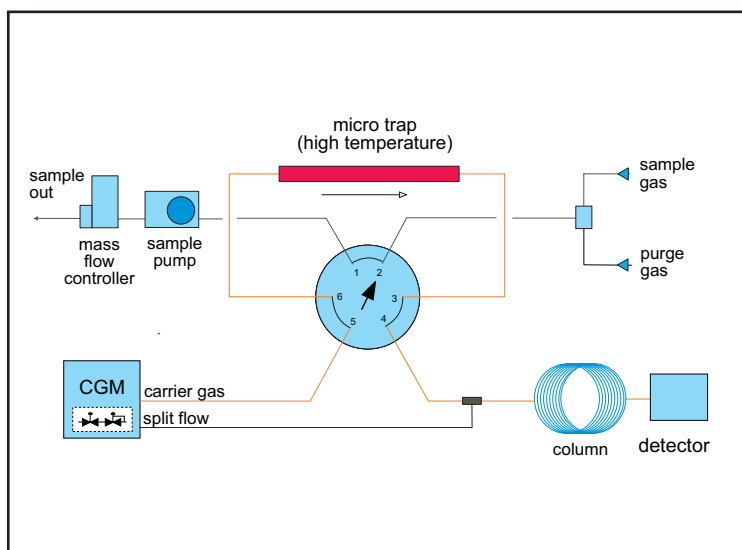 micro trap
(high temperature)
sample
out
sample
gas
mass
flow
controller
sample
pump
purge
gas
1
2
6
3
5
4
CGM
carrier gas
split flow
column
detector